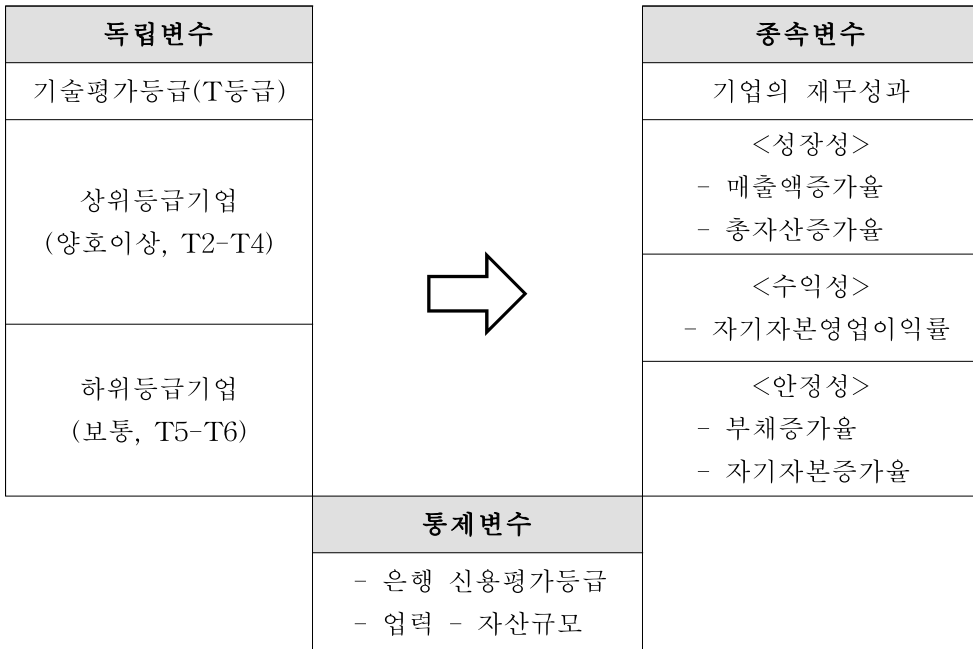 독립변수
기술평가등급(T등급)
상위등급기업
(양호이상, T2-T4)
하위등급기업
(보통, T5-T6)
종속변수
기업의 재무성과
<성장성>
- 매출액증가율
- 총자산증가율
<수익성>
- 자기자본영업이익률
<안정성>
- 부채증가율
- 자기자본증가율
통제변수
- 은행 신용평가등급
- 업력 - 자산규모